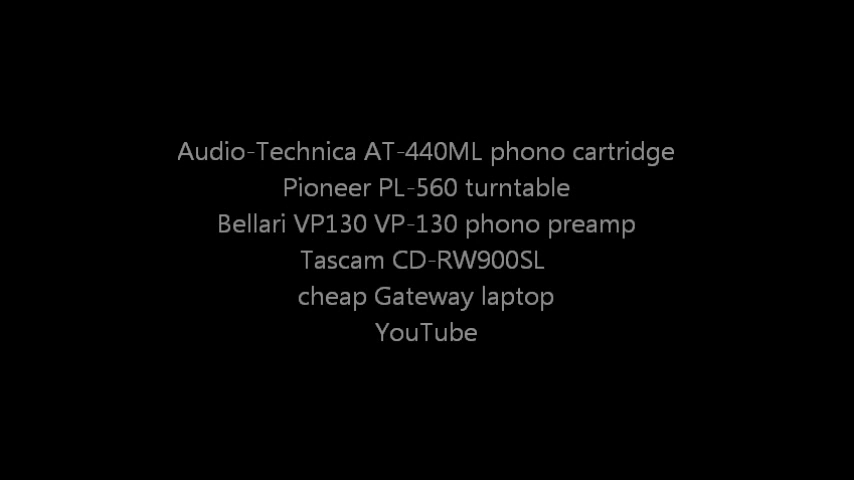 Audio-Technica AT-440ML phono cartridge
Pioneer PL-560 turntable
Bellari VP130 VP-130 phono preamp
Tascam CD-RW900SL
cheap Gateway laptop
YouTube